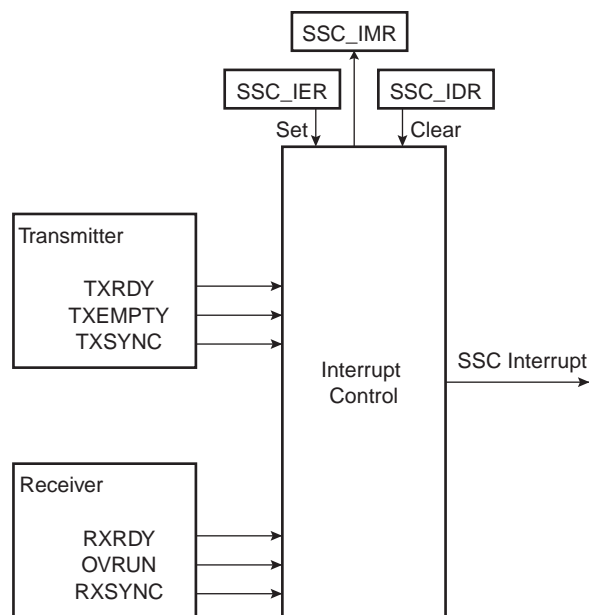 SSC_IMR
SSC_IER
SSC_IDR
Set
Clear
Transmitter
TXRDY
TXEMPTY
TXSYNC
Interrupt
Control
SSC Interrupt
Receiver
RXRDY
OVRUN
RXSYNC